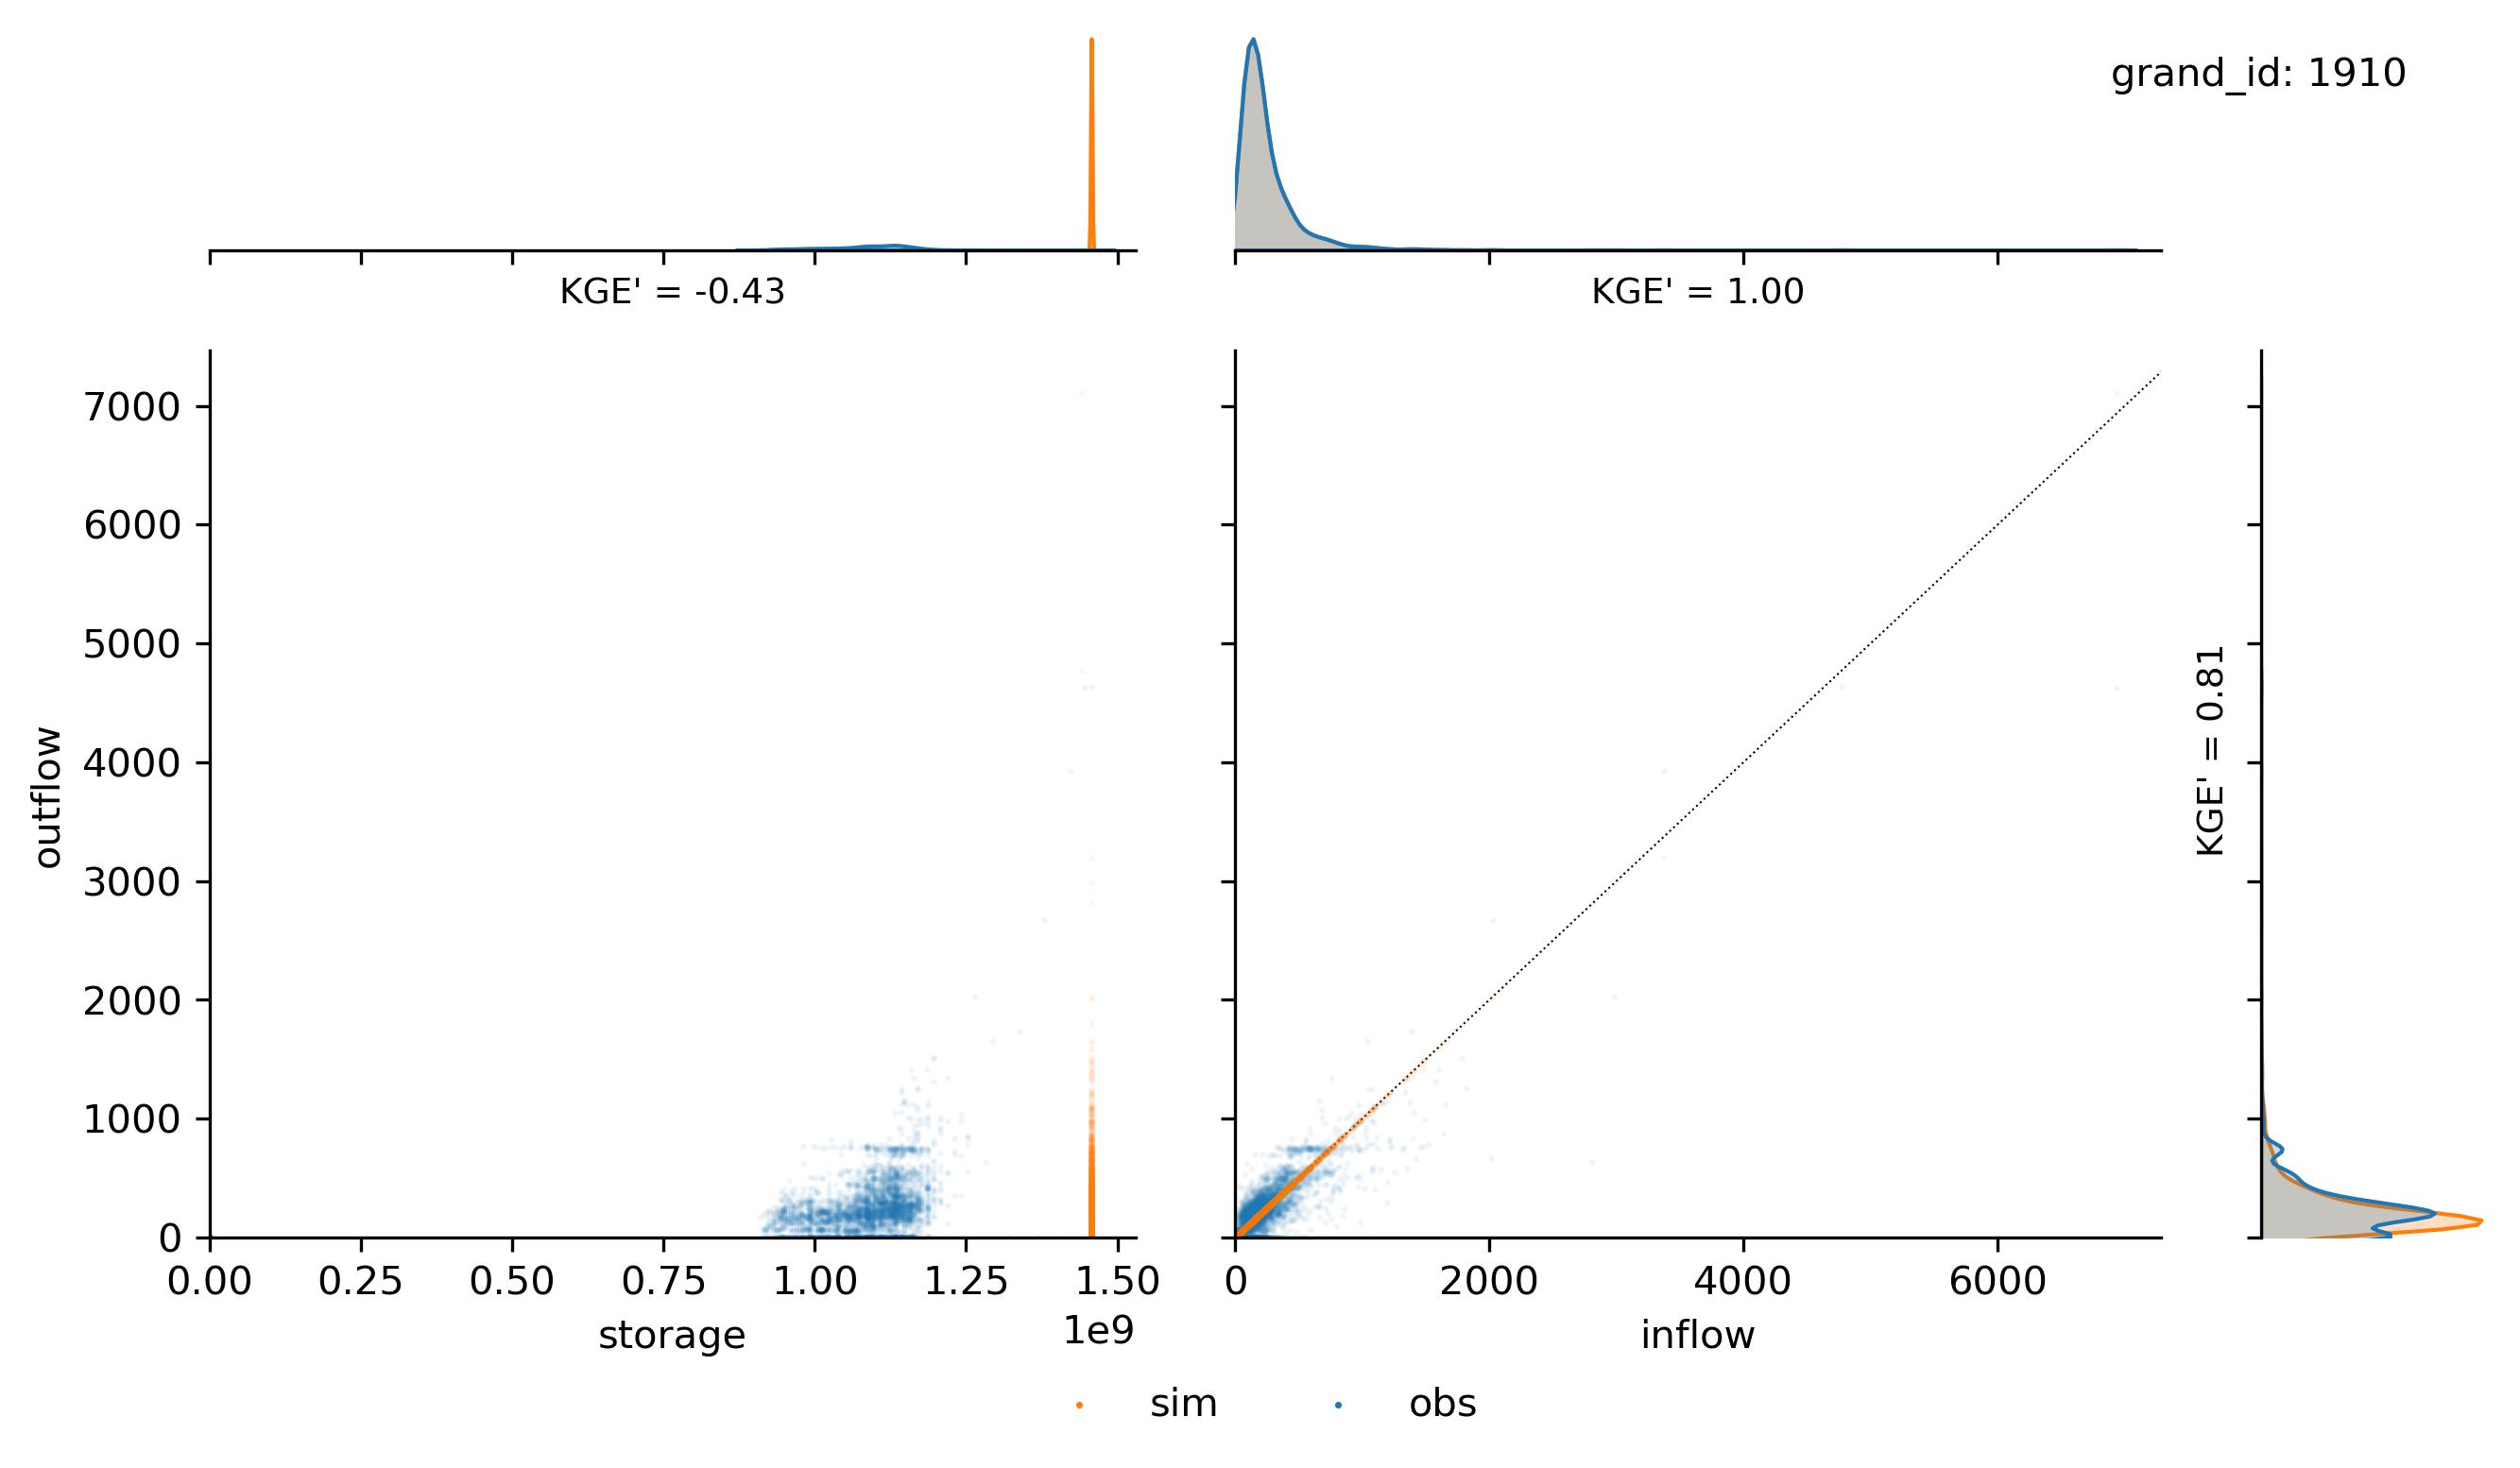 grand_id: 1910
KGE' = -0.43
KGE' = 1.00
7000
6000
5000
4000
3000
2000
1000
0
outflow
KGE' = 0.81
0.00 0.25 0.50 0.75 1.00 1.25 1.50
1e9
storage
0 2000 4000 6000
inflow
sim obs